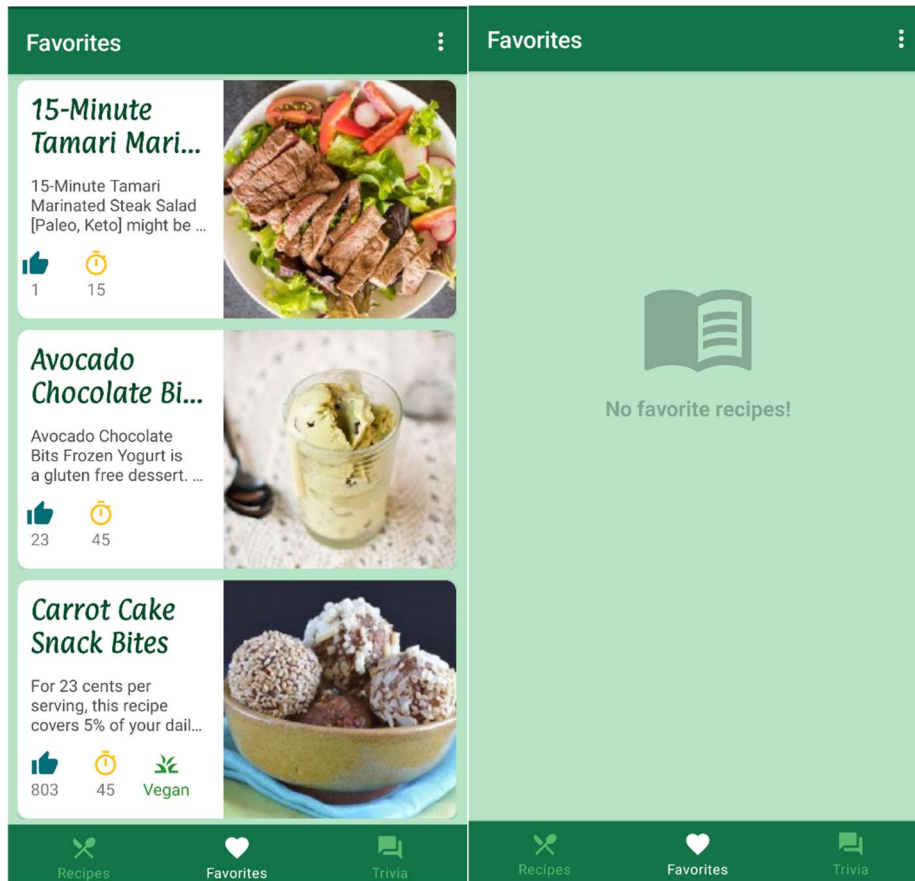 Favorites
15-Minute
Tamari Mari...
15-Minute Tamari
Marinated Steak Salad
[Paleo, Keto] might be ...
1
15
Avocado
Chocolate Bi...
Avocado Chocolate
Bits Frozen Yogurt is
a gluten free dessert. ...
23
45
Carrot Cake
Snack Bites
For 23 cents per
serving, this recipe
covers 5% of your dail...
803
45
Vegan
Recipes
Favorites
Trivia
Favorites
No favorite recipes!
Recipes
Favorites
Trivia